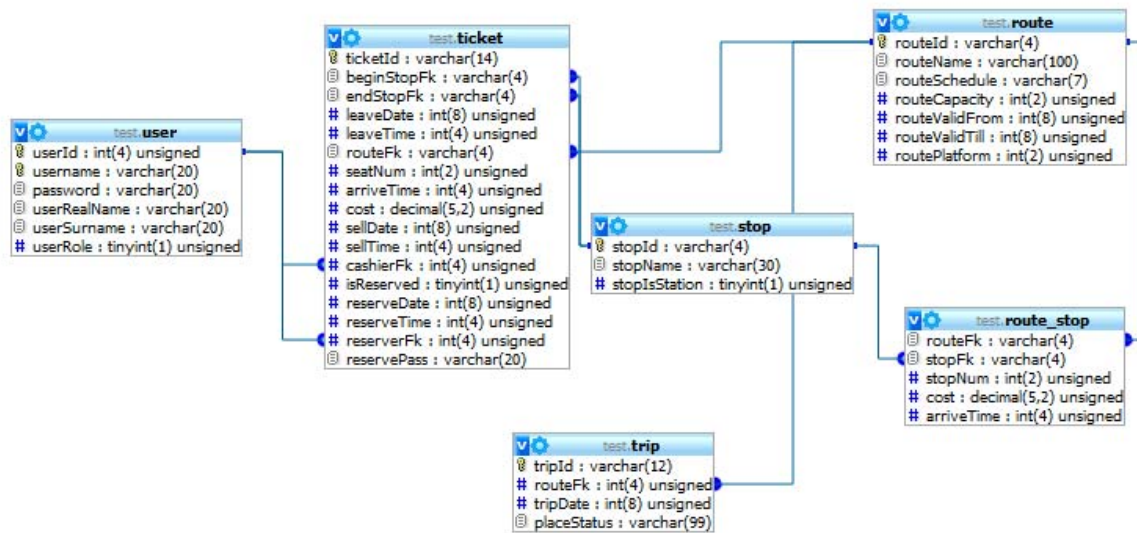 test.user
userId : int(4) unsigned
username : varchar(20)
password : varchar(20)
userRealName : varchar(20)
userSurname : varchar(20)
# userRole : tinyint(1) unsigned
test.ticket
ticketId : varchar(14)
beginStopFk : varchar(4)
endStopFk : varchar(4)
# leaveDate : int(8) unsigned
# leaveTime : int(4) unsigned
routeFk : varchar(4)
# seatNum : int(2) unsigned
# arriveTime : int(4) unsigned
# cost : decimal(5,2) unsigned
# sellDate : int(8) unsigned
# sellTime : int(4) unsigned
# cashierFk : int(4) unsigned
# isReserved : tinyint(1) unsigned
# reserveDate : int(8) unsigned
# reserveTime : int(4) unsigned
# reserverFk : int(4) unsigned
reservePass : varchar(20)
test.route
routeId : varchar(4)
routeName : varchar(100)
routeSchedule : varchar(7)
# routeCapacity : int(2) unsigned
# routeValidFrom : int(8) unsigned
# routeValidTill : int(8) unsigned
# routePlatform : int(2) unsigned
test.stop
stopId : varchar(4)
stopName : varchar(30)
# stopIsStation : tinyint(1) unsigned
test.route_stop
routeFk : varchar(4)
stopFk : varchar(4)
# stopNum : int(2) unsigned
# cost : decimal(5,2) unsigned
# arriveTime : int(4) unsigned
test.trip
tripId : varchar(12)
# routeFk : int(4) unsigned
# tripDate : int(8) unsigned
placeStatus : varchar(99)